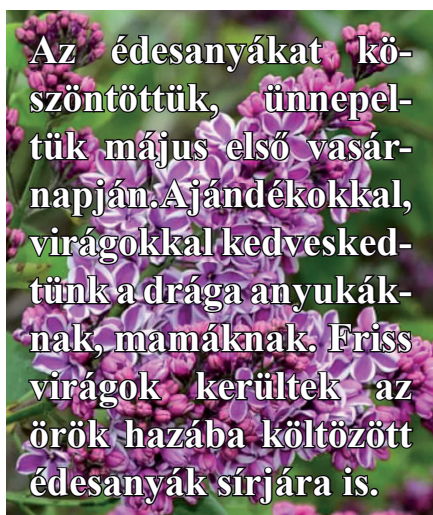 Az édesanyákat kö-
szöntöttük, ünnepel-
tük május első vasár-
napján.Ajándékokkal,
virágokkal kedvesked-
tünk a drága anyukák-
nak, mamáknak. Friss
virágok kerültek az
örök hazába költözött
édesanyák sírjára is.